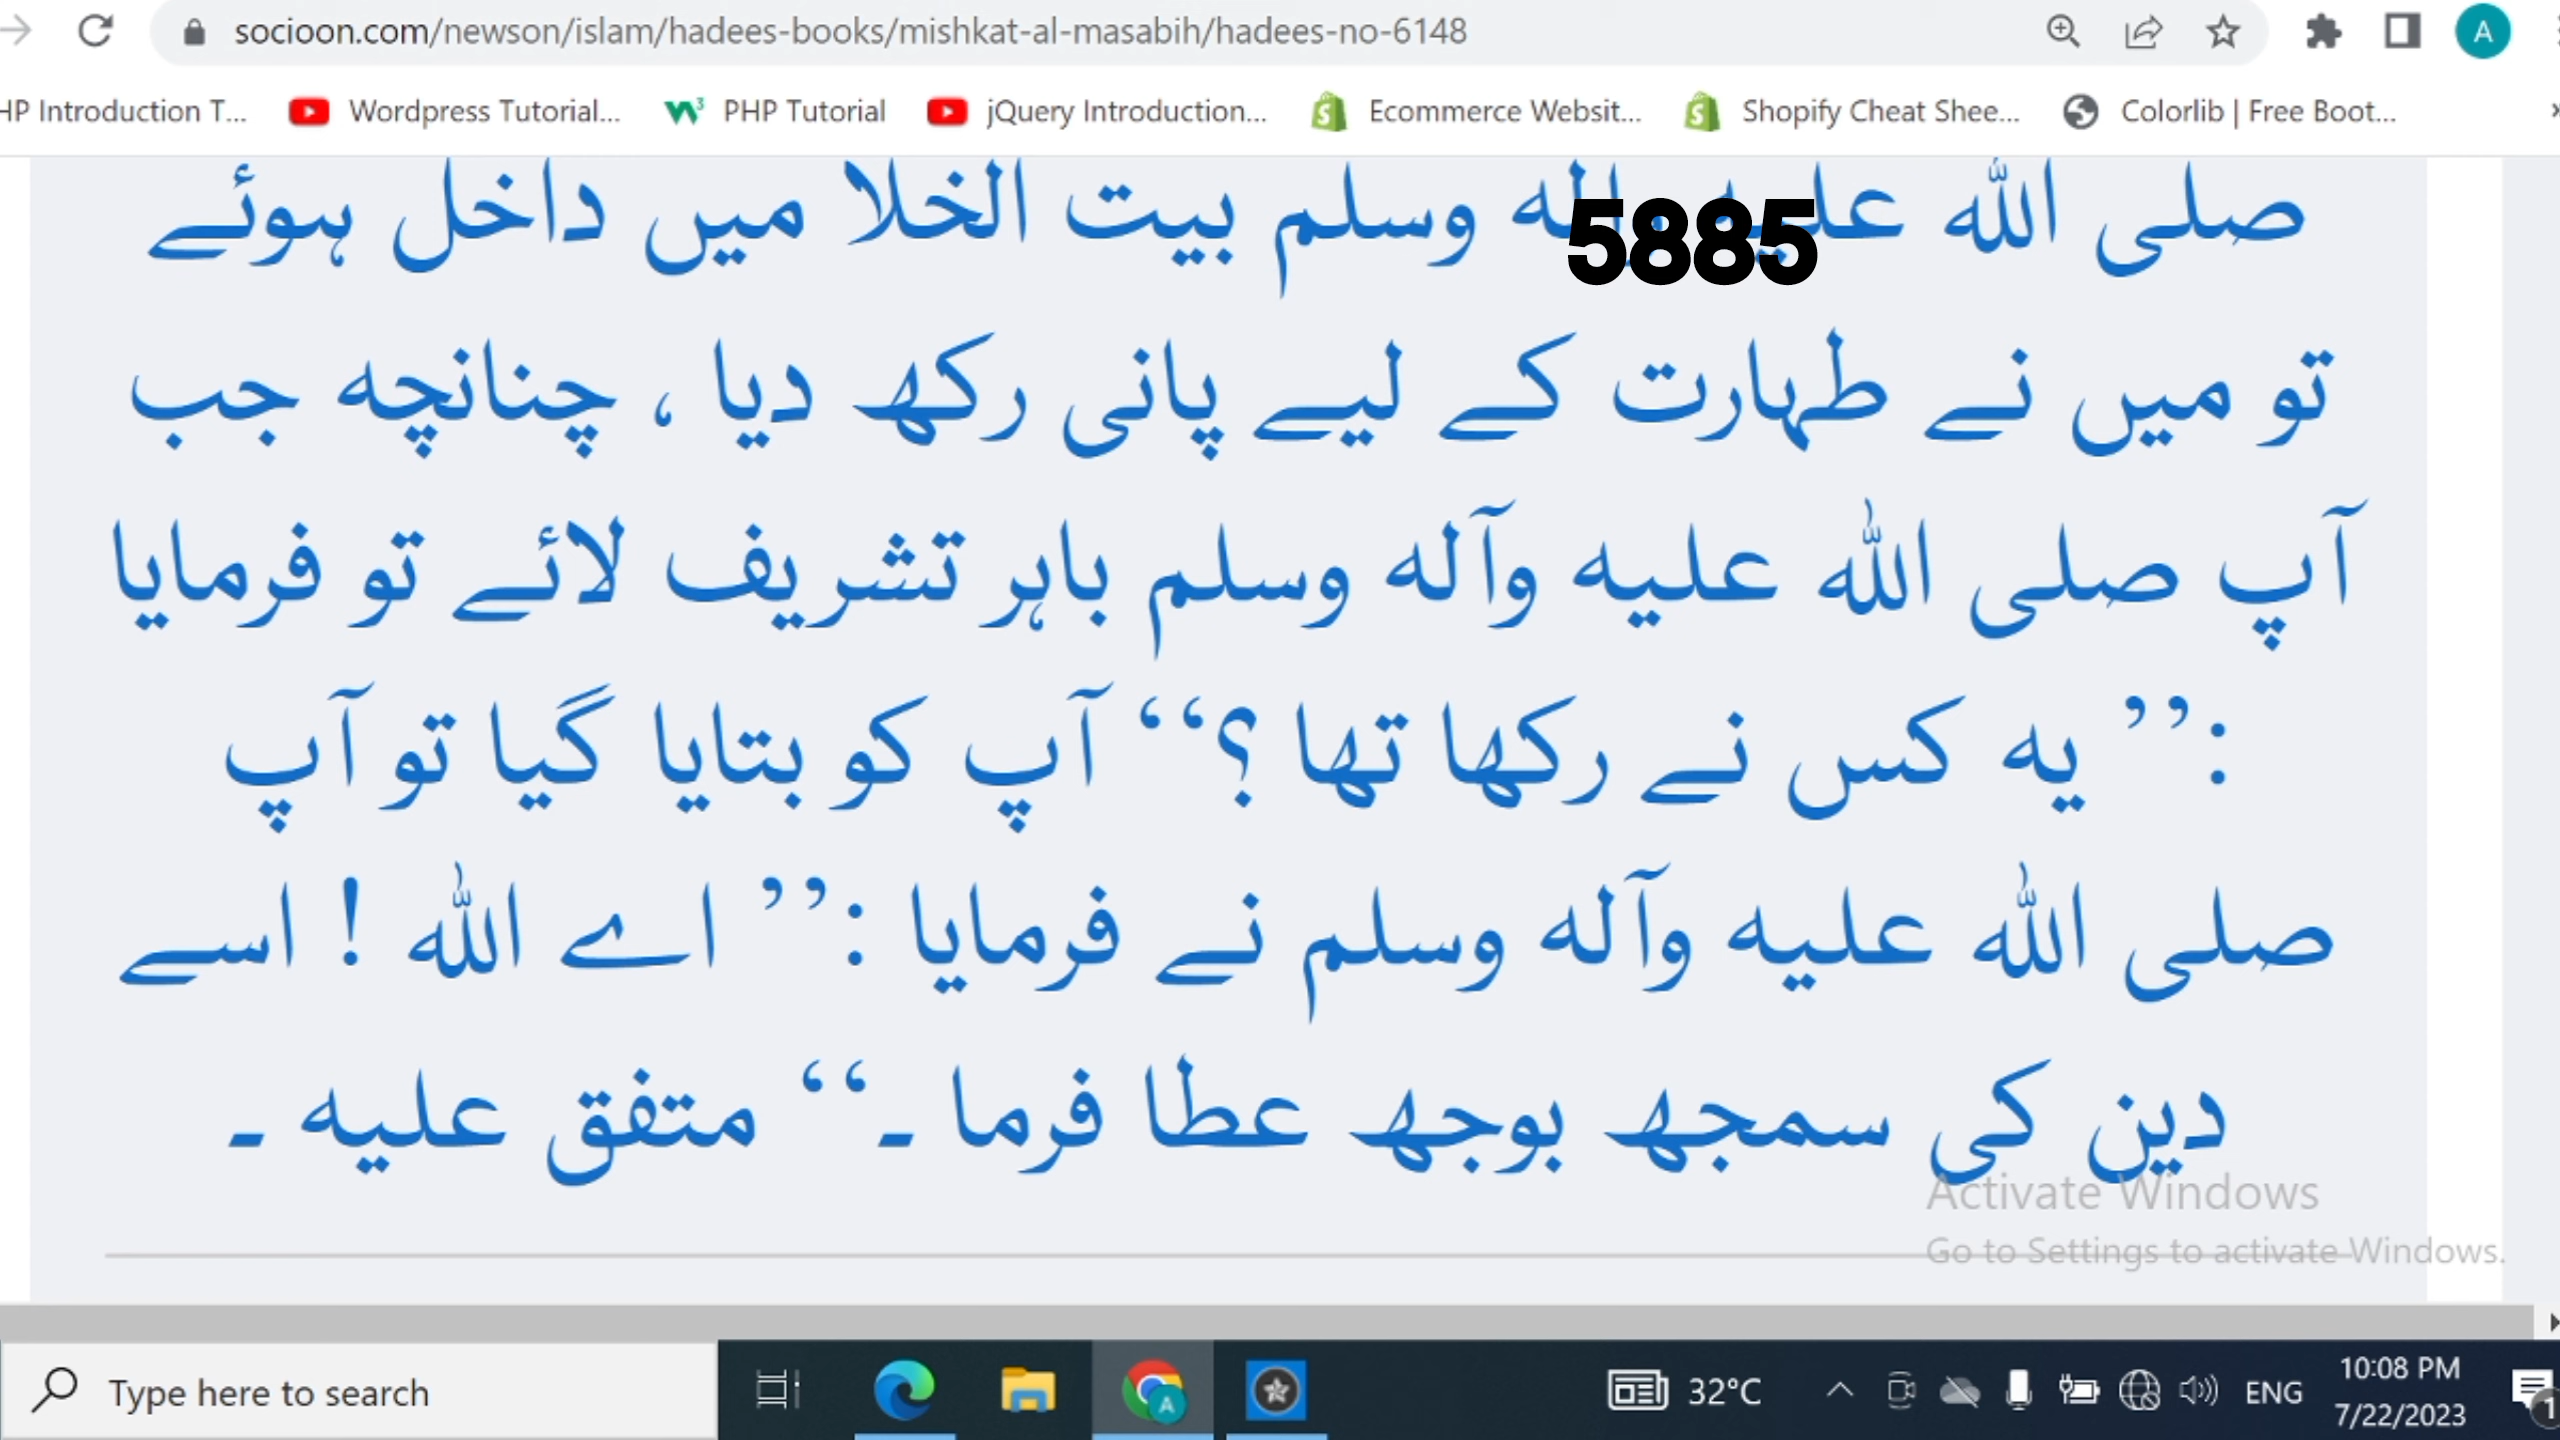 socioon.com/newson/islam/hadees-books/mishkat-al-masabih/hadees-no-6148
A
HP Introduction T...
Wordpress Tutorial...
PHP Tutorial
jQuery Introduction...
Ecommerce Websit...
Shopify Cheat Shee...
Colorlib | Free Boot...
صلی اللہ علیہ والہ وسلم بیت الخلا میں داخل ہوئے
5885
تو میں نے طہارت کے لیے پانی رکھ دیا ، چنانچہ جب
آپ صلی اللہ علیہ وآلہ وسلم باہر تشریف لائے تو فرمایا
:’’ یہ کس نے رکھا تھا ؟‘‘ آپ کو بتایا گیا تو آپ
صلی اللہ علیہ وآلہ وسلم نے فرمایا :’’ اے اللہ ! اسے
دین کی سمجھ بوجھ عطا فرما ۔‘‘ متفق علیہ ۔
Activate Windows
Go to Settings to activate Windows.
Type here to search
A
32°C
ENG
10:08 PM
7/22/2023
1